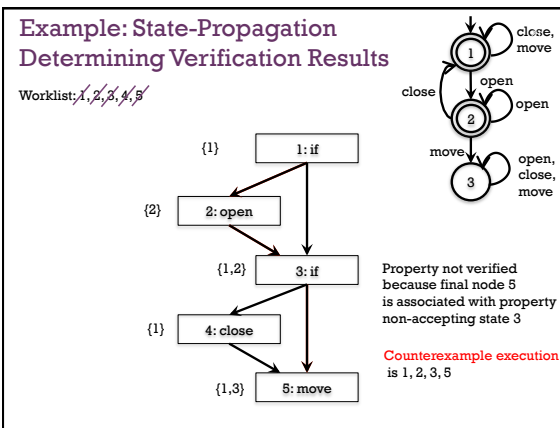 Example: State-Propagation
Determining Verification Results
Worklist: 1, 2, 3, 4, 5
close,
move
1
open
close
open
2
move
open,
close,
move
3
{1}
1: if
{2}
2: open
{1,2}
3: if
{1}
4: close
{1,3}
5: move
Property not verified
because final node 5
is associated with property
non-accepting state 3
Counterexample execution
is 1, 2, 3, 5